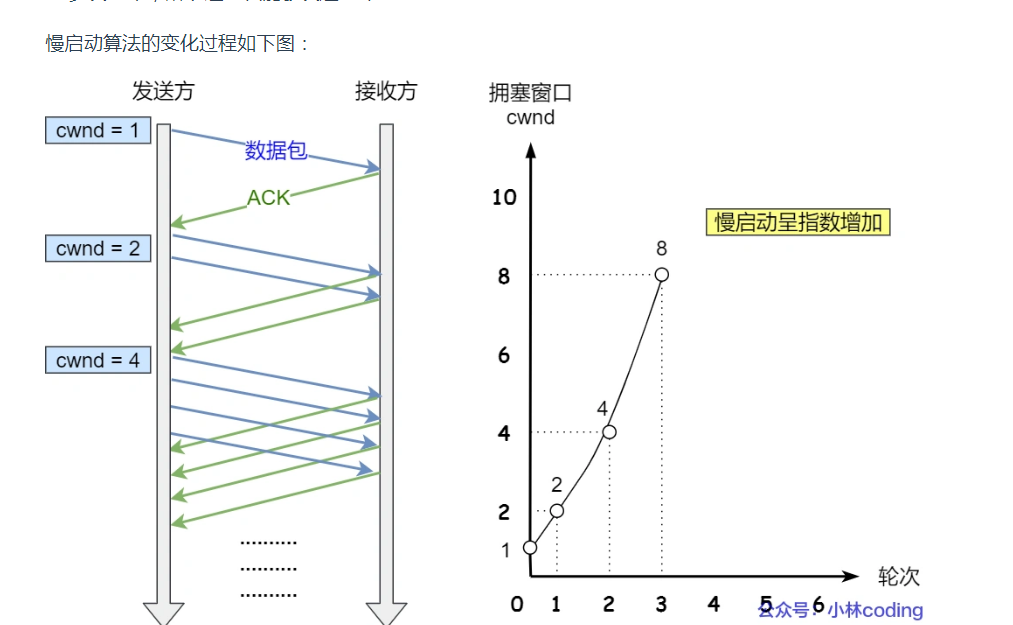 慢启动算法的变化过程如下图：
发送方
接收方
cwnd = 1
数据包
ACK
cwnd = 2
cwnd = 4
..........
..........
..........
拥塞窗口
cwnd
慢启动呈指数增加
10
8
8
6
4
4
2
2
1
轮次
0 1 2 3 4 5 6
公众号：小林coding